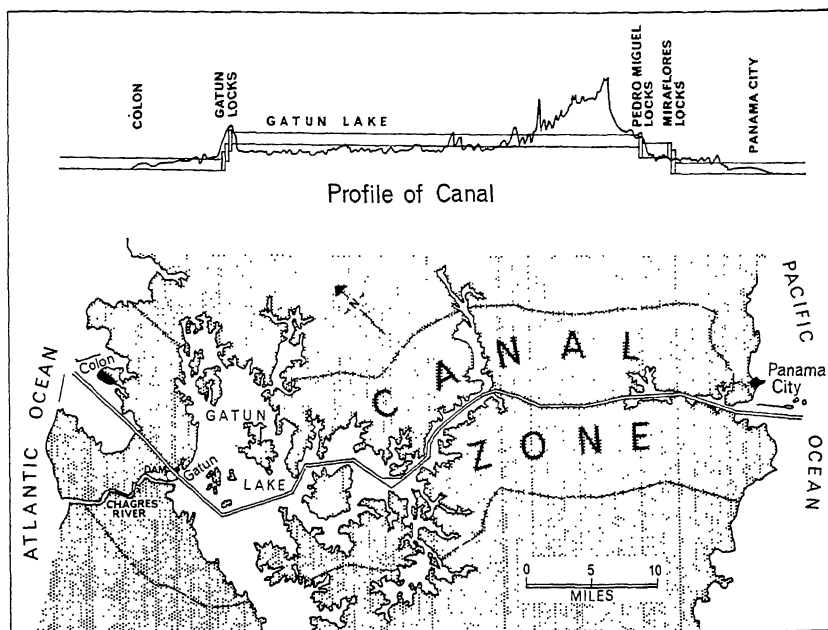 COLON
GATUN
LOCKS
GATUN LAKE
PEDRO MIGUEL
LOCKS
MIRAFLORES
LOCKS
PANAMA CITY
Profile of Canal
N
PACIFIC
OCEAN
ATLANTIC OCEAN
Colon
CANAL
ZONE
Panama
City
GATUN
LAKE
DAM
Gatun
CHAGRES
RIVER
0 5 10
MILES